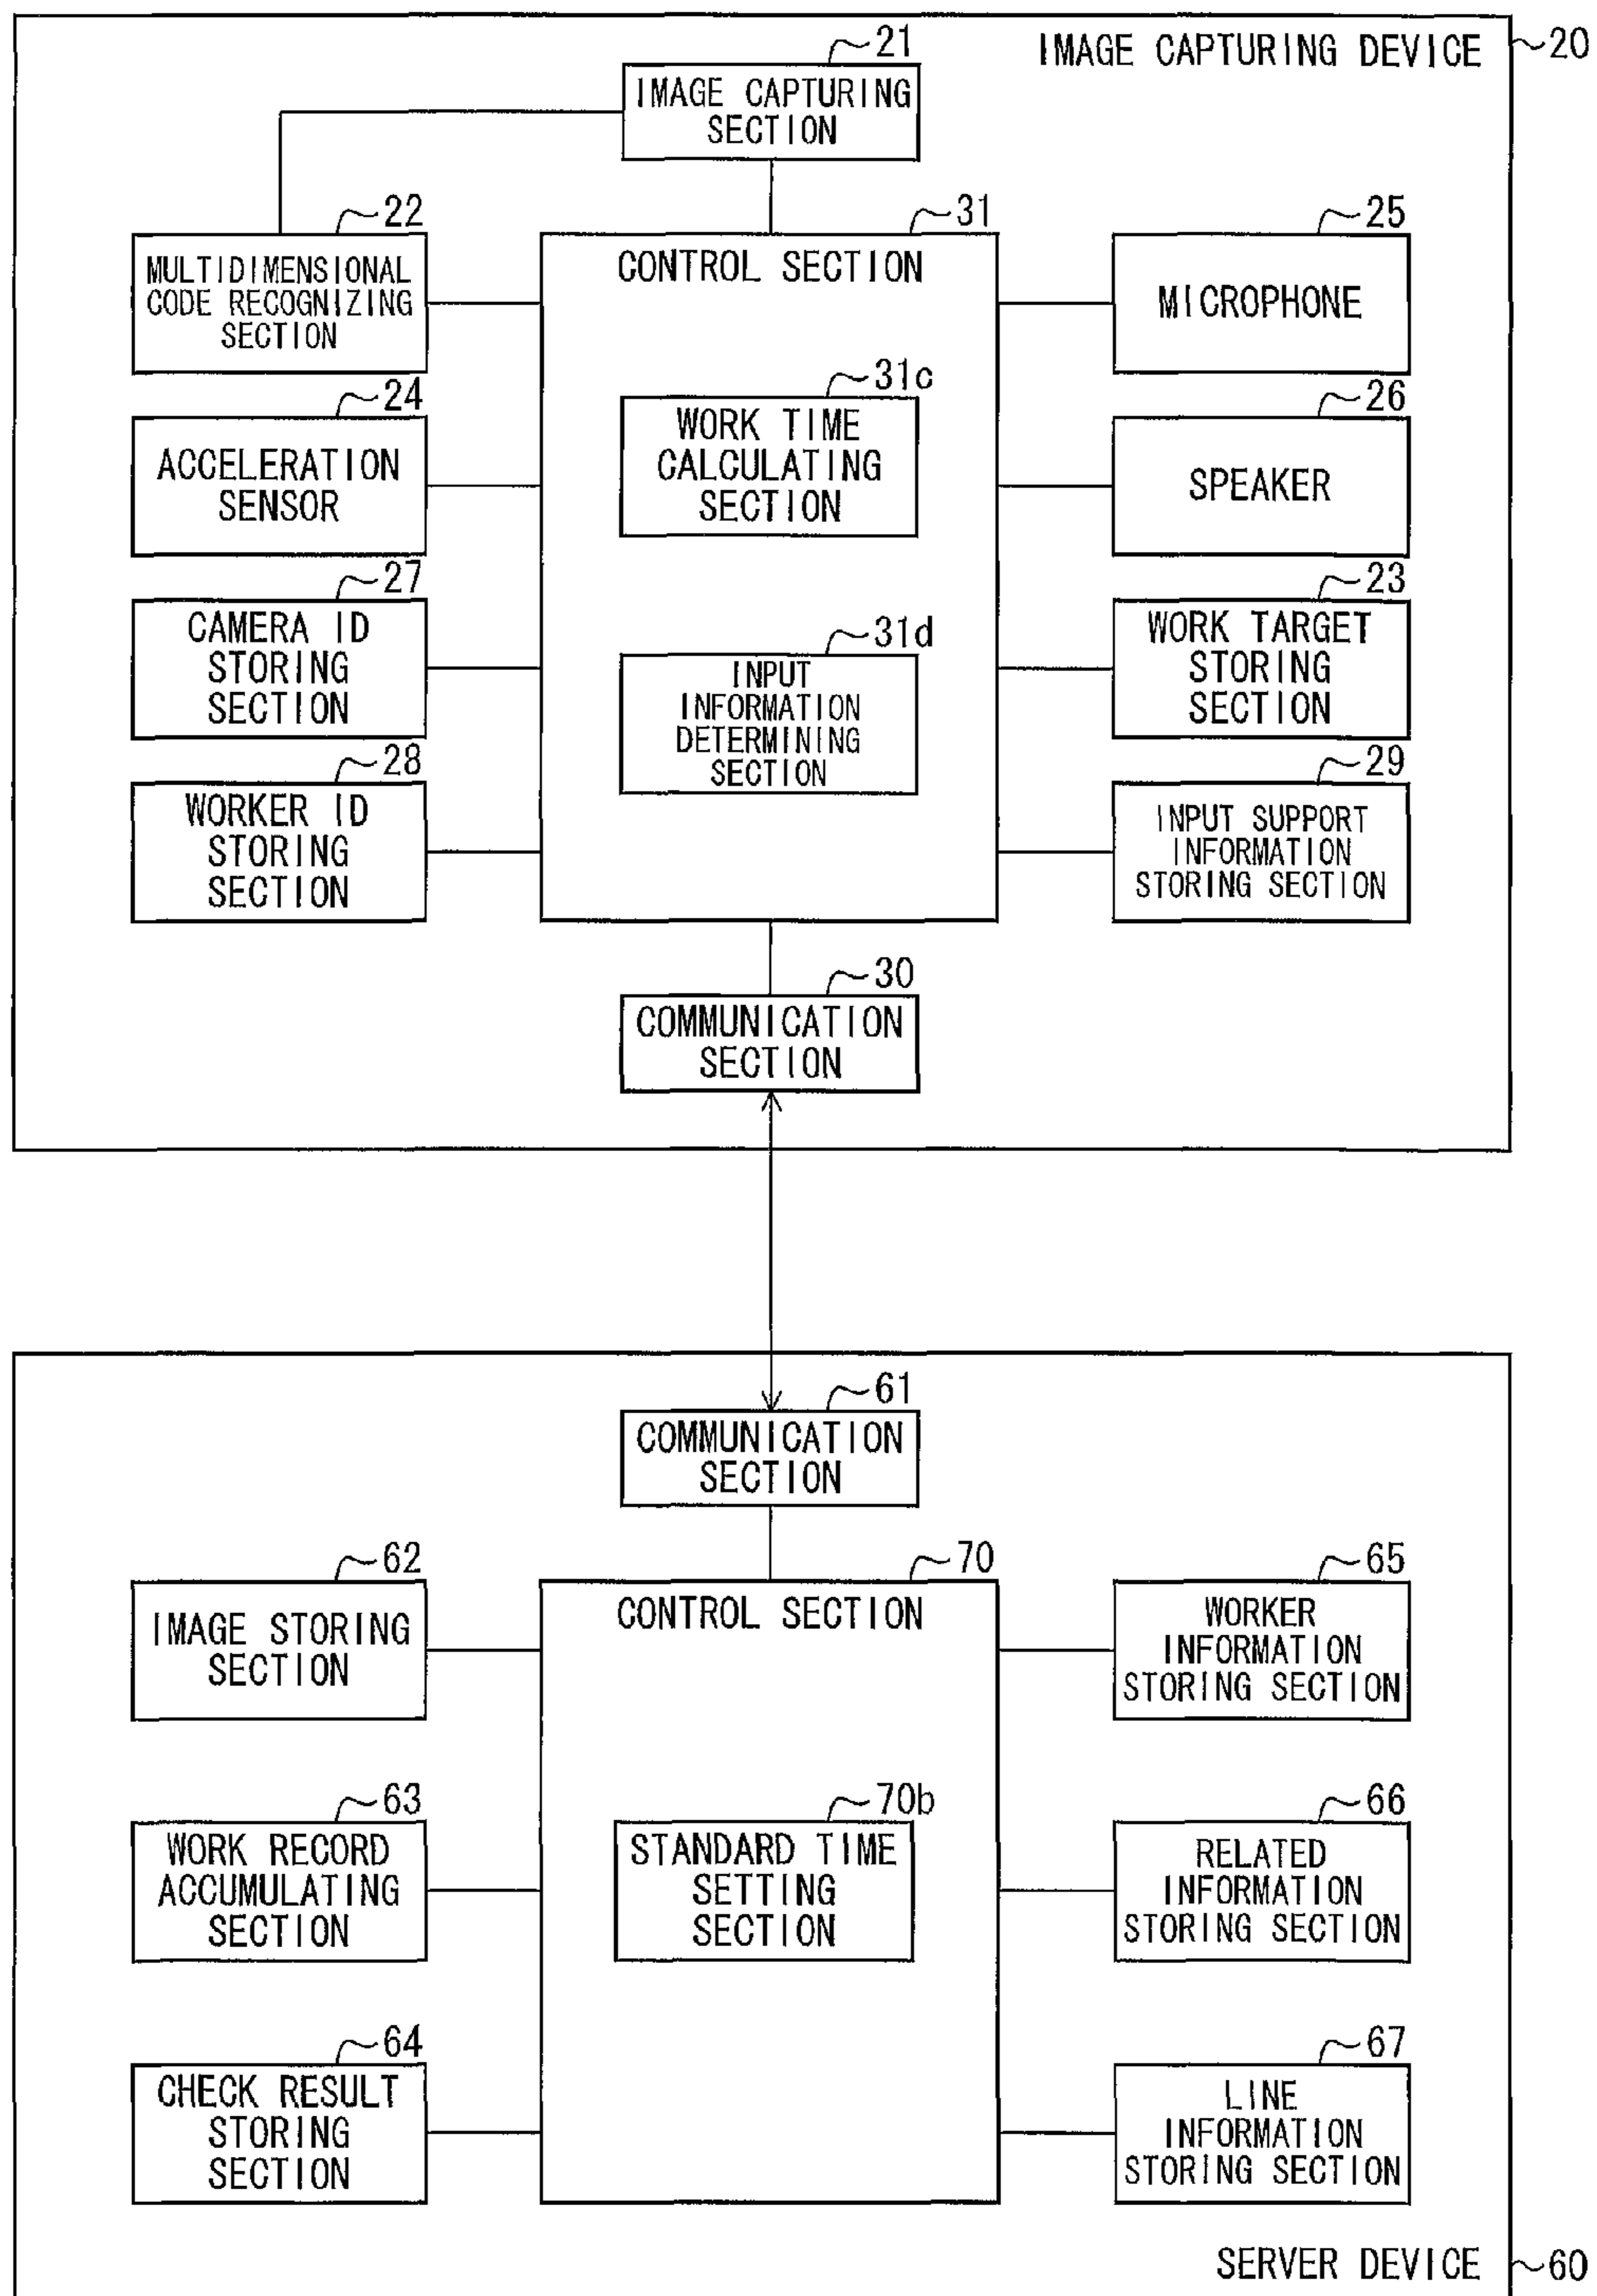 IMAGE CAPTURING DEVICE
20
21
IMAGE CAPTURING
SECTION
22
MULTIDIMENSIONAL
CODE RECOGNIZING
SECTION
31
CONTROL SECTION
25
MICROPHONE
24
ACCELERATION
SENSOR
31c
WORK TIME
CALCULATING
SECTION
26
SPEAKER
27
CAMERA ID
STORING
SECTION
31d
INPUT
INFORMATION
DETERMINING
SECTION
23
WORK TARGET
STORING
SECTION
28
WORKER ID
STORING
SECTION
29
INPUT SUPPORT
INFORMATION
STORING SECTION
30
COMMUNICATION
SECTION
61
COMMUNICATION
SECTION
62
IMAGE STORING
SECTION
70
CONTROL SECTION
65
WORKER
INFORMATION
STORING SECTION
63
WORK RECORD
ACCUMULATING
SECTION
70b
STANDARD TIME
SETTING
SECTION
66
RELATED
INFORMATION
STORING SECTION
64
CHECK RESULT
STORING
SECTION
67
LINE
INFORMATION
STORING SECTION
SERVER DEVICE
60